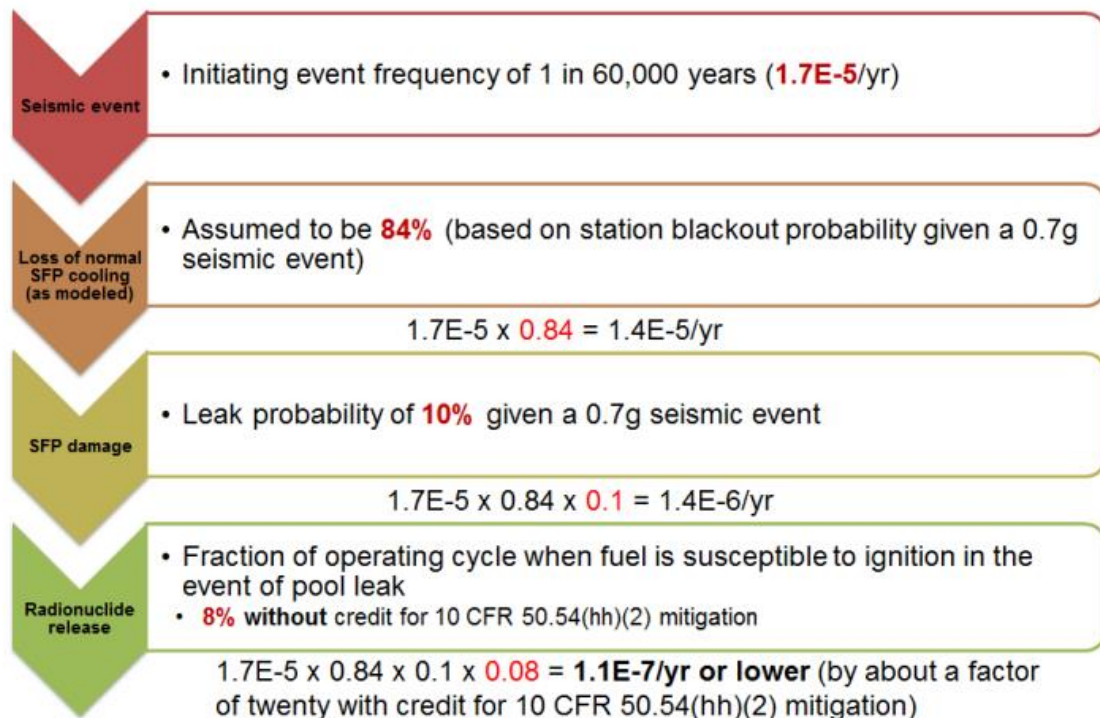 Seismic event
• Initiating event frequency of 1 in 60,000 years (1.7E-5/yr)
Loss of normal
SFP cooling
(as modeled)
• Assumed to be 84% (based on station blackout probability given a 0.7g
seismic event)
1.7E-5 x 0.84 = 1.4E-5/yr
SFP damage
• Leak probability of 10% given a 0.7g seismic event
1.7E-5 x 0.84 x 0.1 = 1.4E-6/yr
Radionuclide
release
• Fraction of operating cycle when fuel is susceptible to ignition in the
event of pool leak
• 8% without credit for 10 CFR 50.54(hh)(2) mitigation
1.7E-5 x 0.84 x 0.1 x 0.08 = 1.1E-7/yr or lower (by about a factor
of twenty with credit for 10 CFR 50.54(hh)(2) mitigation)